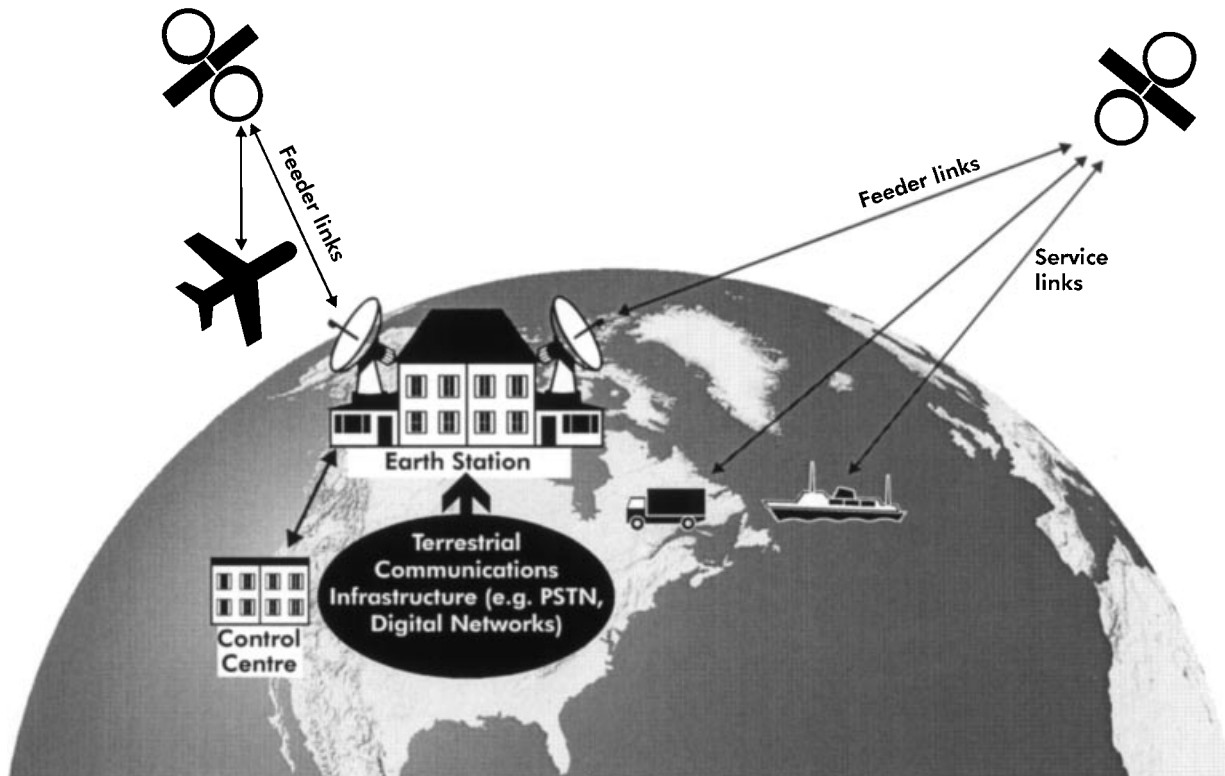 Feeder links
Feeder links
Service
links
Earth Station
Terrestrial
Communications
Infrastructure (e.g. PSTN,
Digital Networks)
Control
Centre